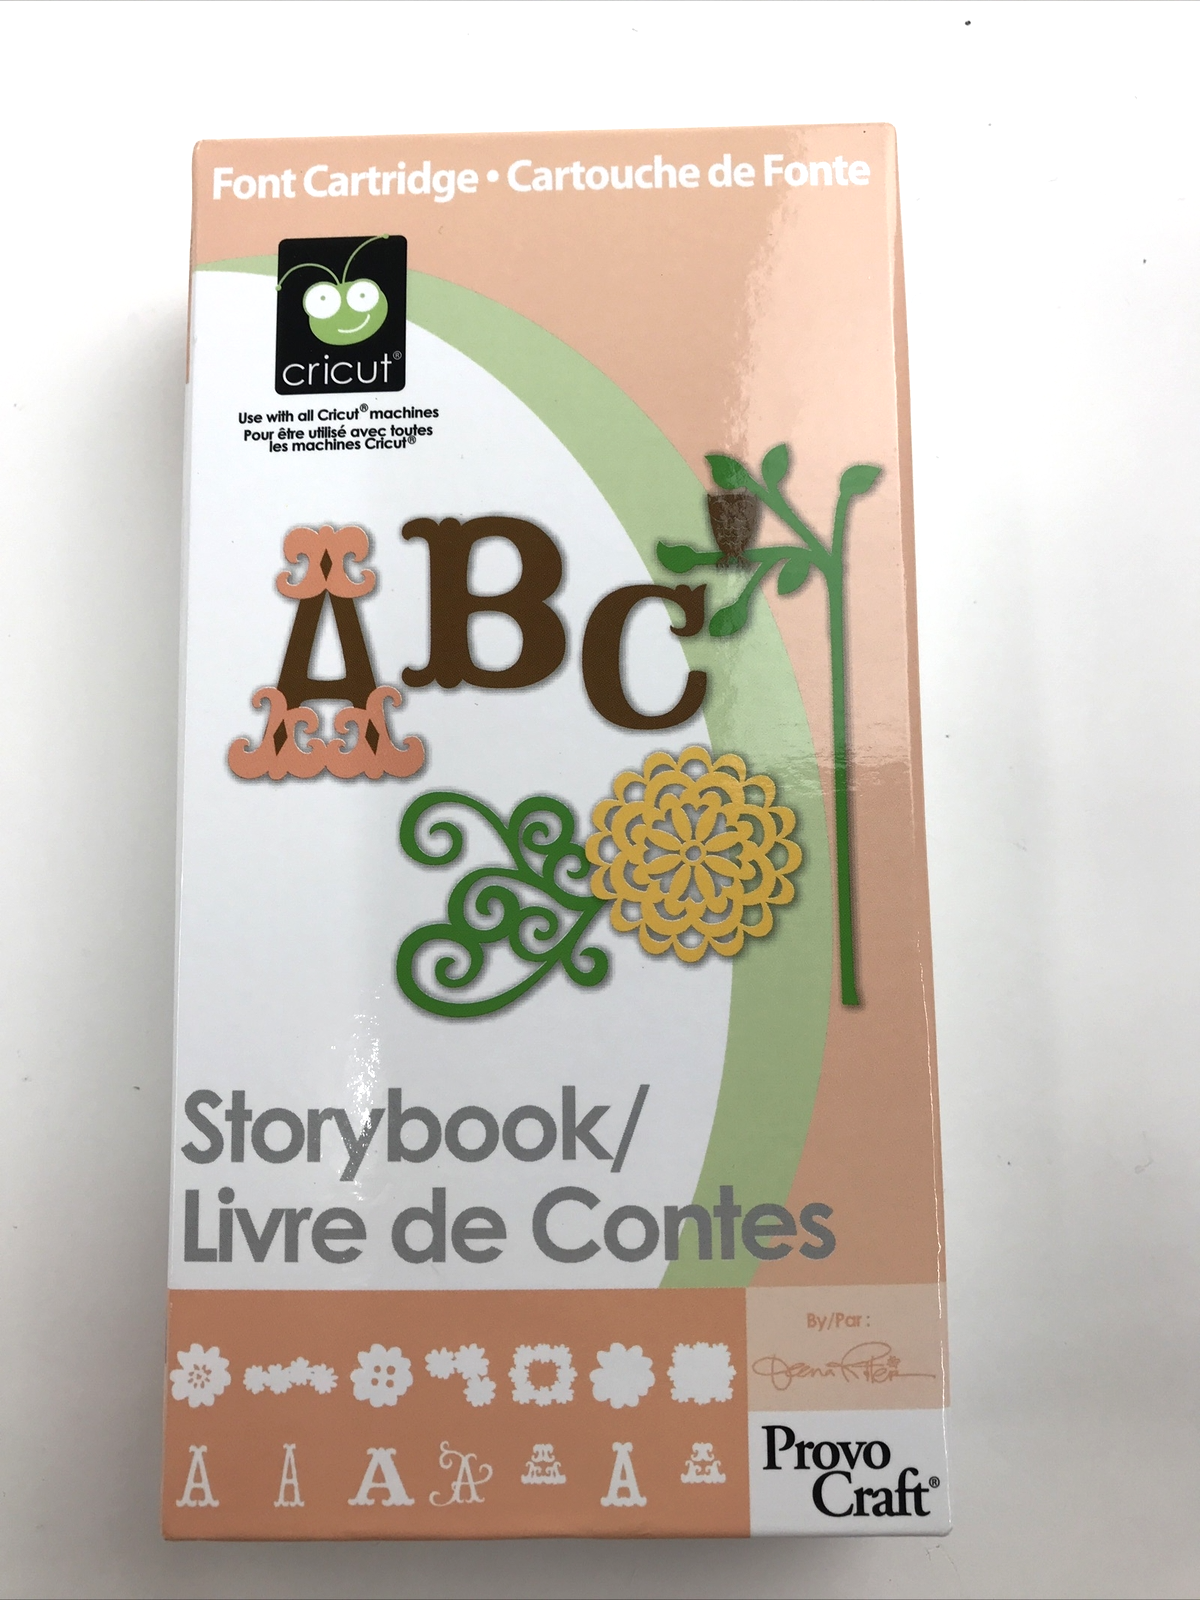 Font Cartridge • Cartouche de Fonte
cricut®
Use with all Cricut® machines
Pour être utilisé avec toutes
les machines Cricut®
A B C
Storybook/
Livre de Contes
By/Par :
A A A A A A A
Provo
Craft®